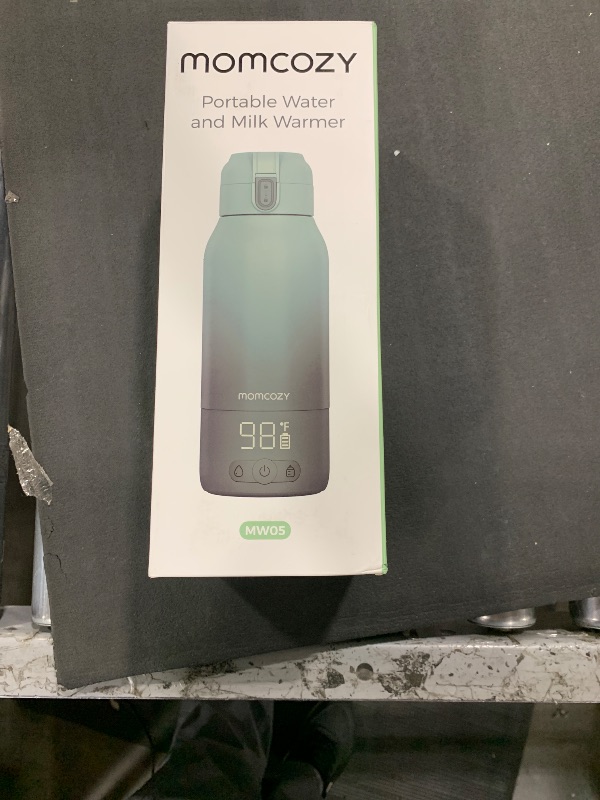 momcozy
Portable Water
and Milk Warmer
momcozy
98°F
MW05